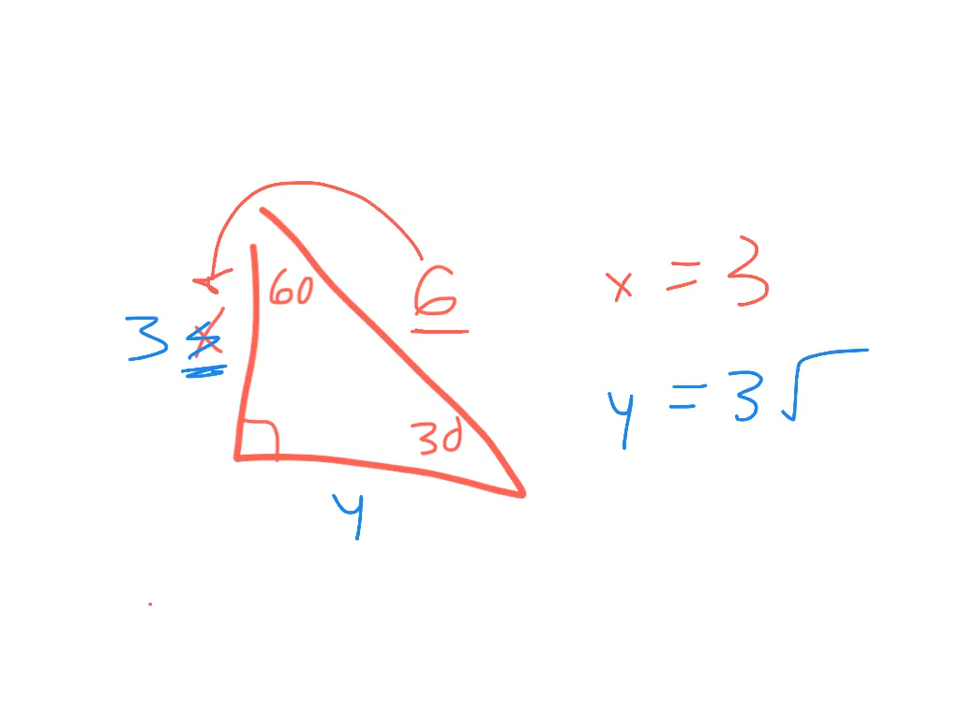 60
6
x = 3
3 x
y = 3√
30
y